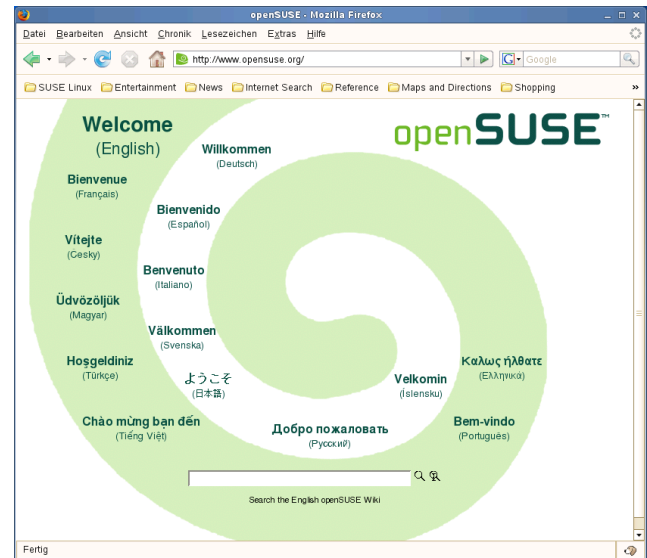 openSUSE - Mozilla Firefox
Datei Bearbeiten Ansicht Chronik Lesezeichen Extras Hilfe
http://www.opensuse.org/ G Google
SUSE Linux Entertainment News Internet Search Reference Maps and Directions Shopping »
openSUSE™
Welcome
(English)
Willkommen
(Deutsch)
Bienvenue
(Français)
Bienvenido
(Español)
Vítejte
(Cesky)
Benvenuto
(Italiano)
Üdvözöljük
(Magyar)
Välkommen
(Svenska)
Hoşgeldiniz
(Türkçe)
ようこそ
(日本語)
Velkomin
(Íslensku)
Καλως ήλθατε
(Ελληνικά)
Chào mừng bạn đến
(Tiếng Việt)
Добро пожаловать
(Русский)
Bem-vindo
(Português)
Search the English openSUSE Wiki
Fertig